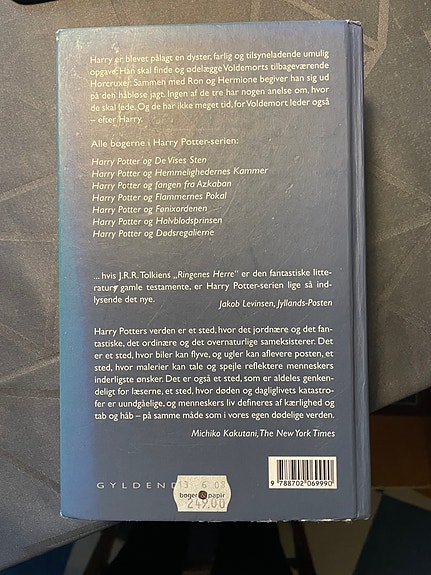 Harry er blevet pålagt en dyster, farlig og tilsyneladende umulig
opgave. Han skal finde og ødelægge Voldemorts tilbageværende
Horcruxer. Sammen med Ron og Hermione begiver han sig ud
på den håbløse jagt. Ingen af de tre har nogen anelse om, hvor
de skal lede. Og de har ikke meget tid, for Voldemort leder også
– efter Harry.
Alle bøgerne i Harry Potter-serien:
Harry Potter og De Vises Sten
Harry Potter og Hemmelighedernes Kammer
Harry Potter og fangen fra Azkaban
Harry Potter og Flammernes Pokal
Harry Potter og Fønixordenen
Harry Potter og Halvblodsprinsen
Harry Potter og Dødsregalierne
... hvis J.R.R. Tolkiens „Ringenes Herre“ er den fantastiske litte-
raturs gamle testamente, er Harry Potter-serien lige så ind-
lysende det nye.
Jakob Levinsen, Jyllands-Posten
Harry Potters verden er et sted, hvor det jordnære og det fan-
tastiske, det ordinære og det overnaturlige sameksisterer. Det
er et sted, hvor biler kan flyve, og ugler kan aflevere posten, et
sted, hvor malerier kan tale og spejle reflektere menneskers
inderligste ønsker. Det er også et sted, som er aldeles genken-
deligt for læserne, et sted, hvor døden og dagliglivets katastro-
fer er uundgåelige, og menneskers liv defineres af kærlighed og
tab og håb – på samme måde som i vores egen dødelige verden.
Michiko Kakutani, The New York Times
GYLDEND
13 6 08
bøger & papir
249.00
9 788702 069990